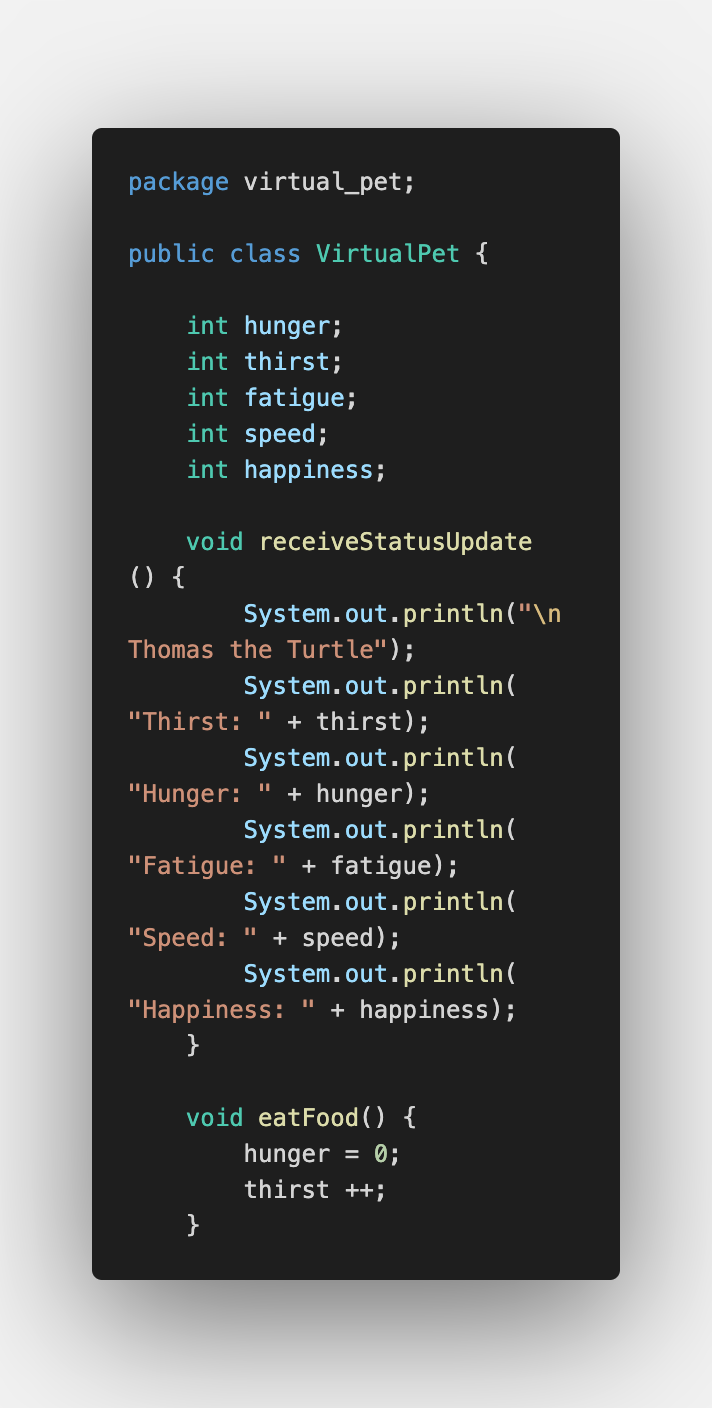 package virtual_pet;
public class VirtualPet {
    int hunger;
    int thirst;
    int fatigue;
    int speed;
    int happiness;
    void receiveStatusUpdate
() {
        System.out.println("\n
Thomas the Turtle");
        System.out.println(
"Thirst: " + thirst);
        System.out.println(
"Hunger: " + hunger);
        System.out.println(
"Fatigue: " + fatigue);
        System.out.println(
"Speed: " + speed);
        System.out.println(
"Happiness: " + happiness);
    }
    void eatFood() {
        hunger = 0;
        thirst ++;
    }